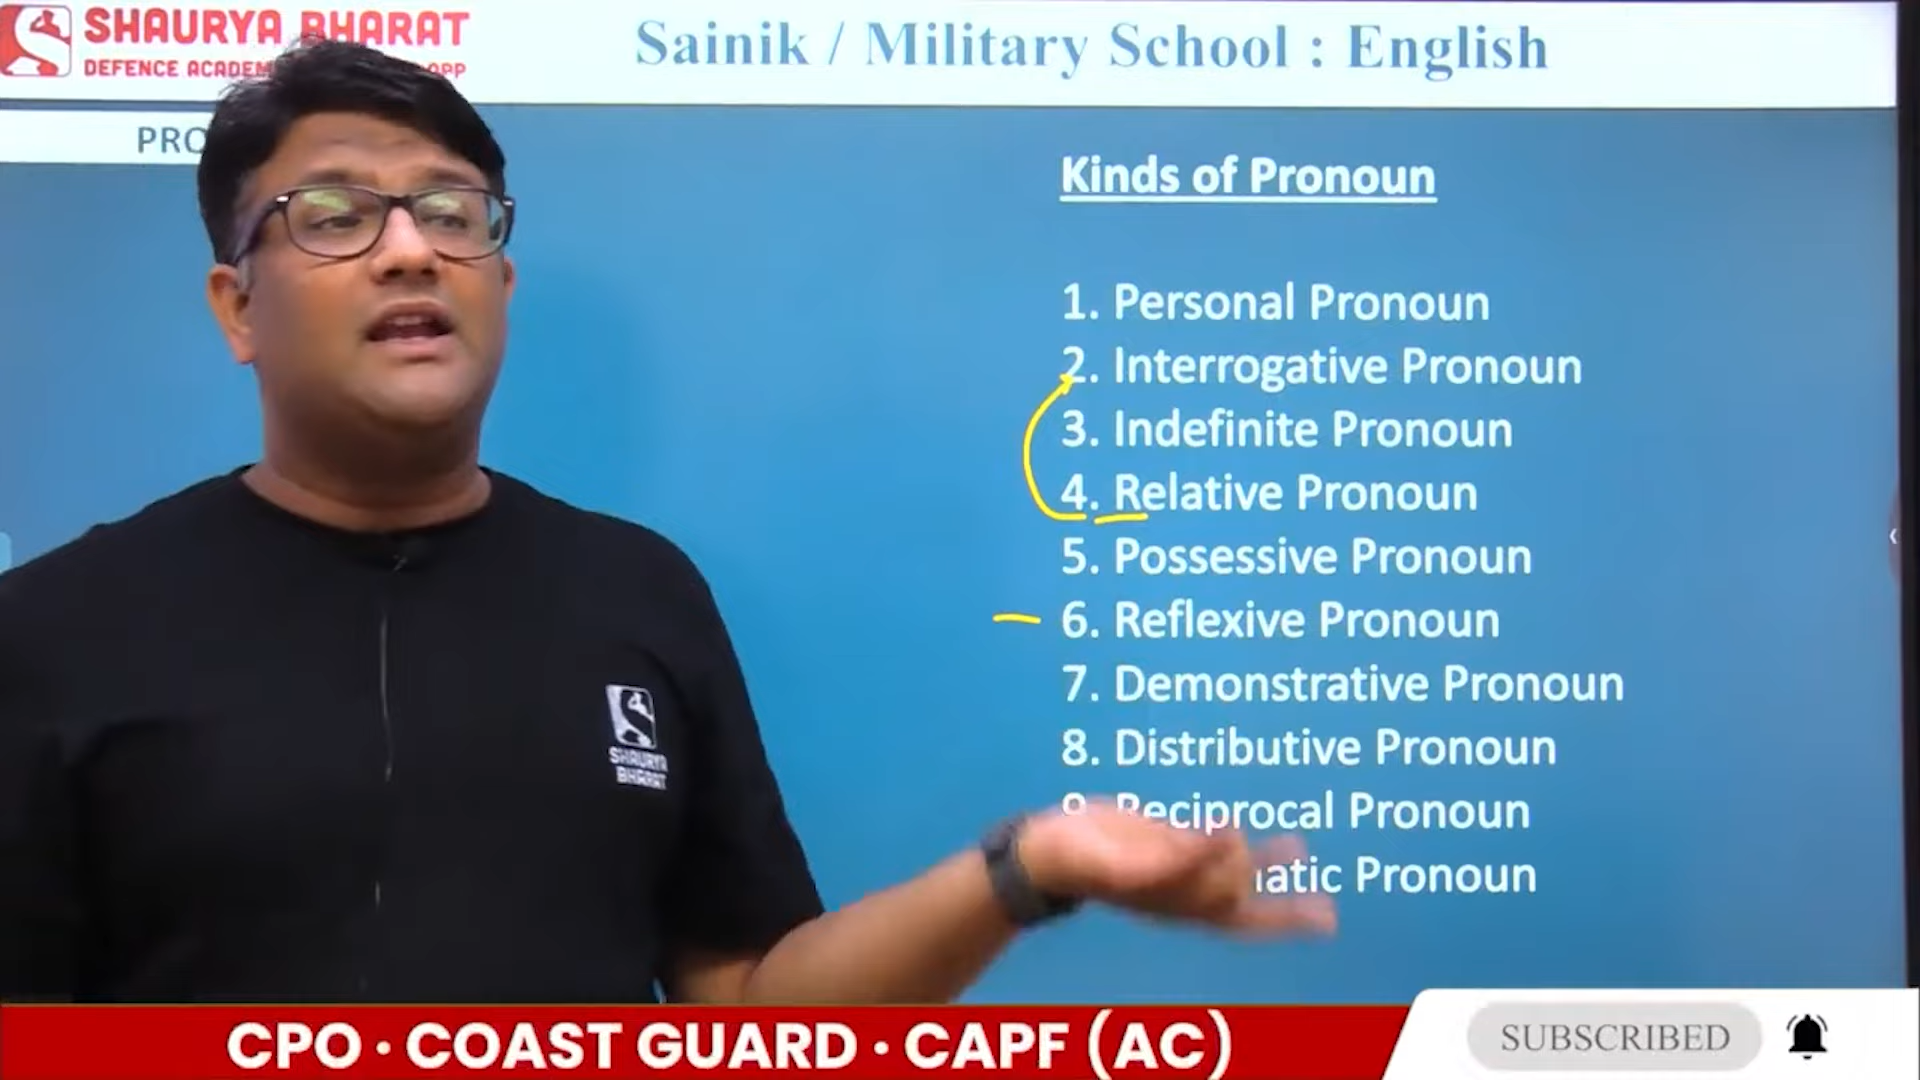 SHAURYA BHARAT
DEFENCE
Sainik / Military School : English
Kinds of Pronoun
1. Personal Pronoun
2. Interrogative Pronoun
3. Indefinite Pronoun
4. Relative Pronoun
5. Possessive Pronoun
6. Reflexive Pronoun
7. Demonstrative Pronoun
8. Distributive Pronoun
9. Reciprocal Pronoun
Pronoun
SHAURYA
BHARAT
CPO · COAST GUARD · CAPF (AC)
SUBSCRIBED